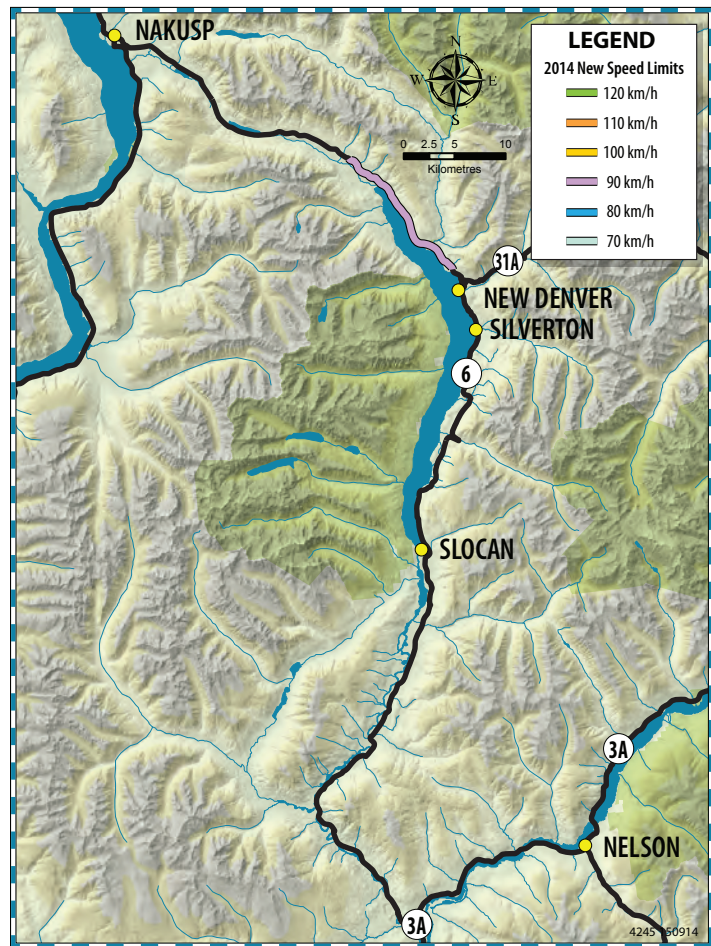 NAKUSP
LEGEND
2014 New Speed Limits
120 km/h
110 km/h
100 km/h
90 km/h
80 km/h
70 km/h
N
W E
S
0 2.5 5 10
Kilometres
31A
NEW DENVER
SILVERTON
6
SLOCAN
3A
NELSON
3A
4245 150914